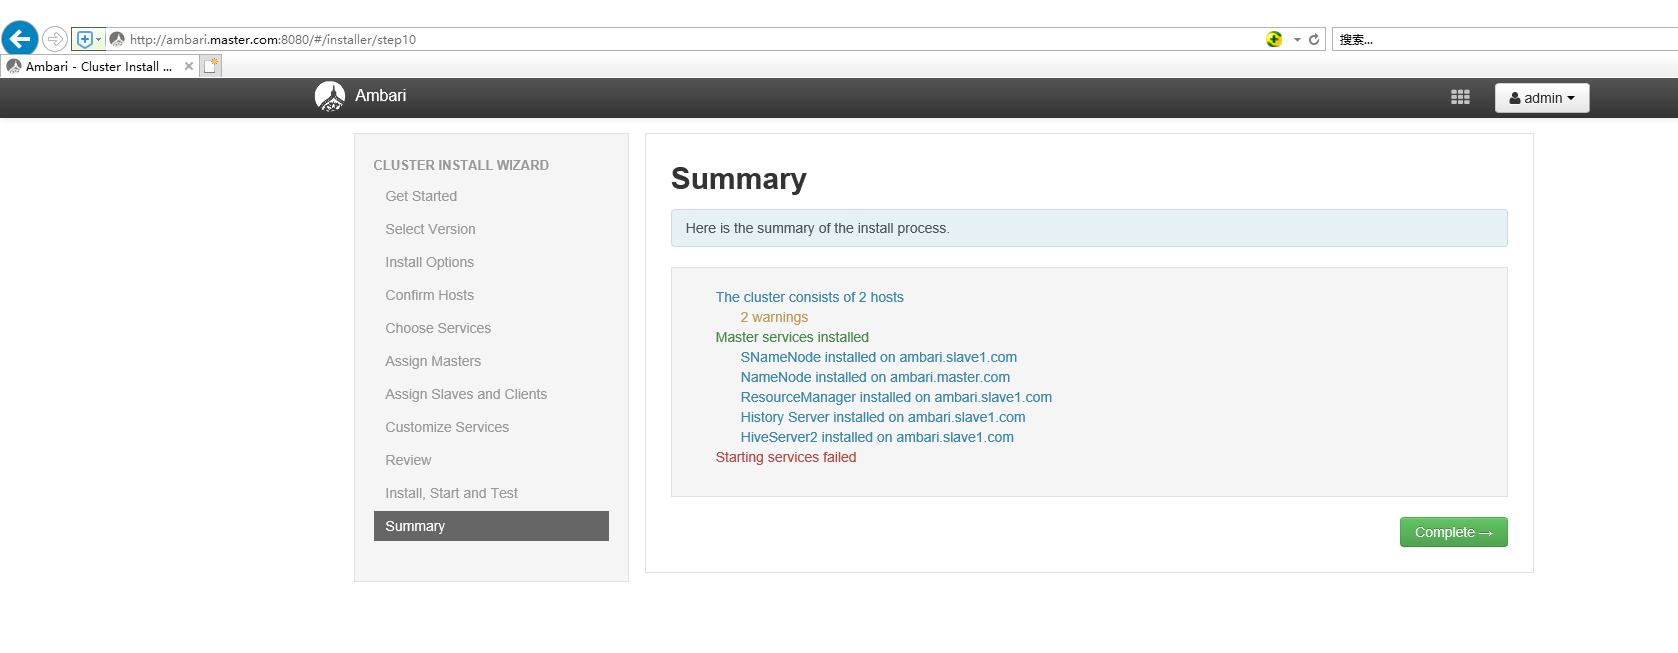 http://ambari.master.com:8080/#/installer/step10
搜索...
Ambari - Cluster Install ...
Ambari
admin
CLUSTER INSTALL WIZARD
Get Started
Select Version
Install Options
Confirm Hosts
Choose Services
Assign Masters
Assign Slaves and Clients
Customize Services
Review
Install, Start and Test
Summary
Summary
Here is the summary of the install process.
The cluster consists of 2 hosts
2 warnings
Master services installed
SNameNode installed on ambari.slave1.com
NameNode installed on ambari.master.com
ResourceManager installed on ambari.slave1.com
History Server installed on ambari.slave1.com
HiveServer2 installed on ambari.slave1.com
Starting services failed
Complete →